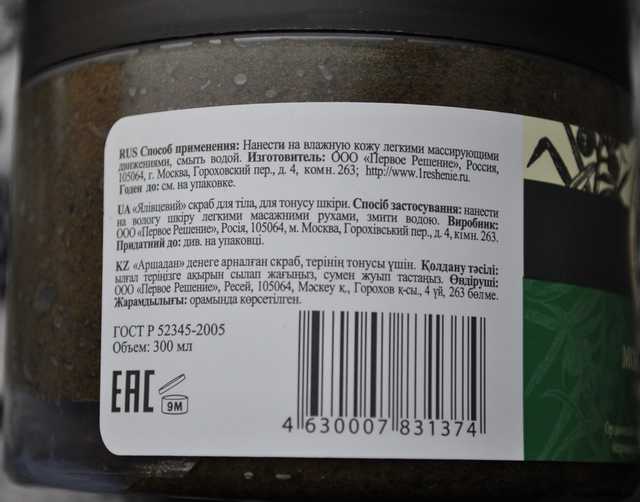 RUS Способ применения: Нанести на влажную кожу легкими массирующими
движениями, смыть водой. Изготовитель: ООО «Первое Решение», Россия,
105064, г. Москва, Гороховский пер., д. 4, комн. 263; http://www.1reshenie.ru.
Годен до: см. на упаковке.
UA «Ялівцевий» скраб для тіла, для тонусу шкіри. Спосіб застосування: нанести
на вологу шкіру легкими масажними рухами, змити водою. Виробник:
ООО «Первое Решение», Росія, 105064, м. Москва, Горохівський пер., д. 4, кімн. 263.
Придатний до: див. на упаковці.
KZ «Аршадан» денеге арналған скраб, терінің тонусы үшін. Қолдану тәсілі:
ылғал теріңізге ақырын сылап жағыңыз, сумен жуып тастаңыз. Өндіруші:
ООО «Первое Решение», Ресей, 105064, Мәскеу қ., Горохов қ-сы., 4 үй, 263 бөлме.
Жарамдылығы: орамында көрсетілген.
ГОСТ Р 52345-2005
Объем: 300 мл
EAC
9M
4 630007 831374